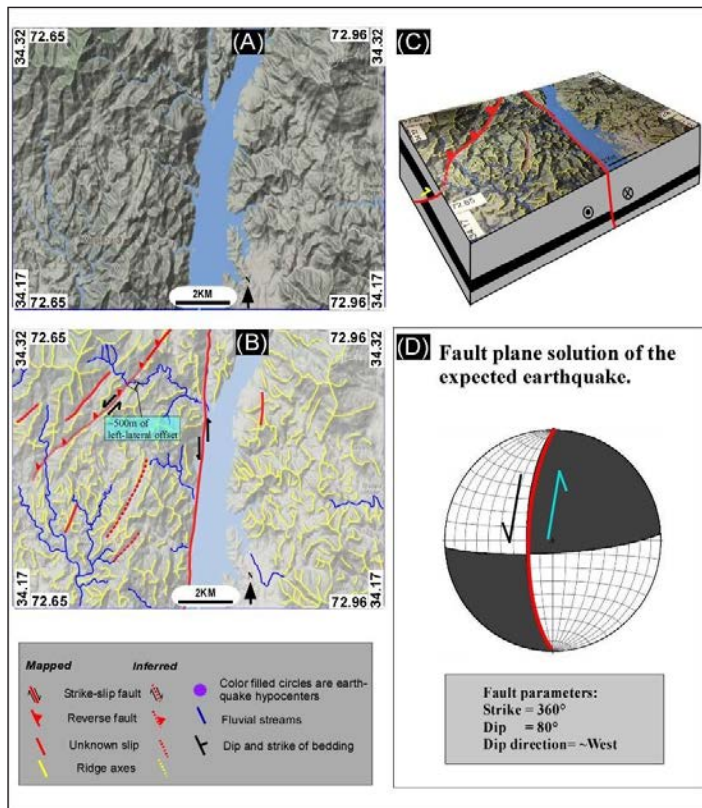 (A)
72.65
72.96
34.32
34.32
34.17
34.17
72.65
72.96
2KM
(B)
72.65
72.96
34.32
34.32
~500m of
left-lateral offset
34.17
34.17
72.65
72.96
2KM
Mapped
Inferred
Strike-slip fault
Reverse fault
Unknown slip
Ridge axes
Color filled circles are earth-
quake hypocenters
Fluvial streams
Dip and strike of bedding
(C)
72.65
(D)
Fault plane solution of the
expected earthquake.
Fault parameters:
Strike = 360°
Dip = 80°
Dip direction= ~West